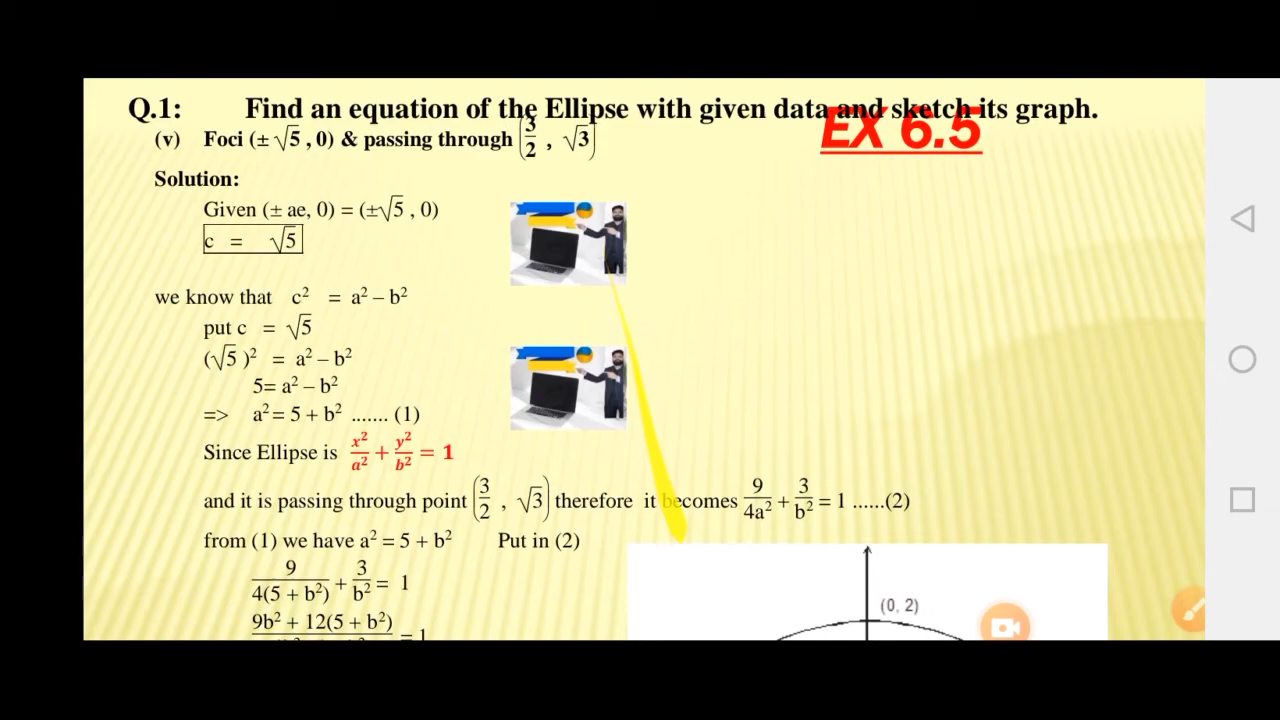 Q.1: Find an equation of the Ellipse with given data and sketch its graph.
EX 6.5
(v) Foci (± √5 , 0) & passing through (3/2 , √3)
Solution:
Given (± ae, 0) = (±√5 , 0)
c = √5
we know that c² = a² – b²
put c = √5
(√5 )² = a² – b²
5= a² – b²
=> a² = 5 + b² ....... (1)
Since Ellipse is x²/a² + y²/b² = 1
and it is passing through point (3/2 , √3) therefore it becomes 9/4a² + 3/b² = 1 ......(2)
from (1) we have a² = 5 + b² Put in (2)
9/4(5 + b²) + 3/b² = 1
(0, 2)
9b² + 12(5 + b²)
= 1